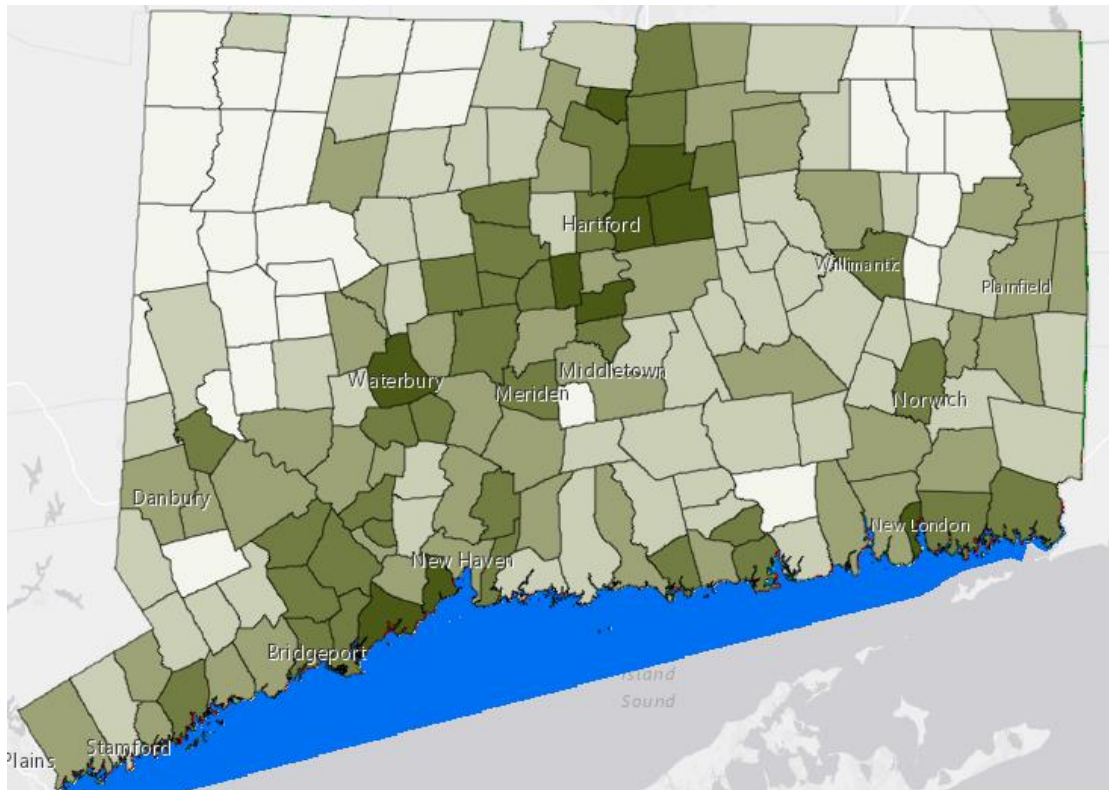 Hartford
Willimantic
Plainfield
Waterbury
Meriden
Middletown
Norwich
Danbury
New London
New Haven
Bridgeport
Island
Sound
Stamford
Plains